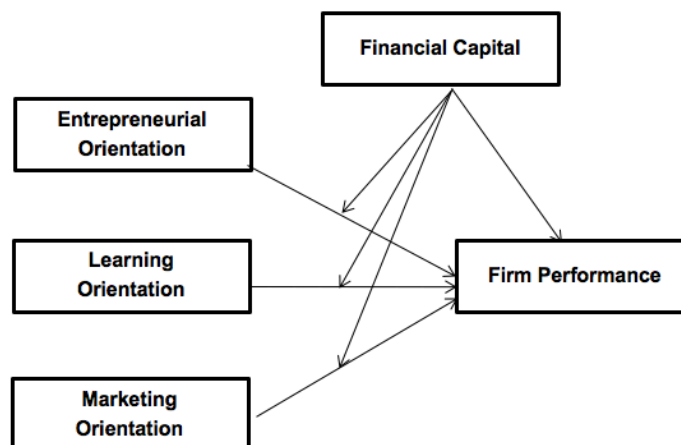 Financial Capital
Entrepreneurial
Orientation
Learning
Orientation
Firm Performance
Marketing
Orientation